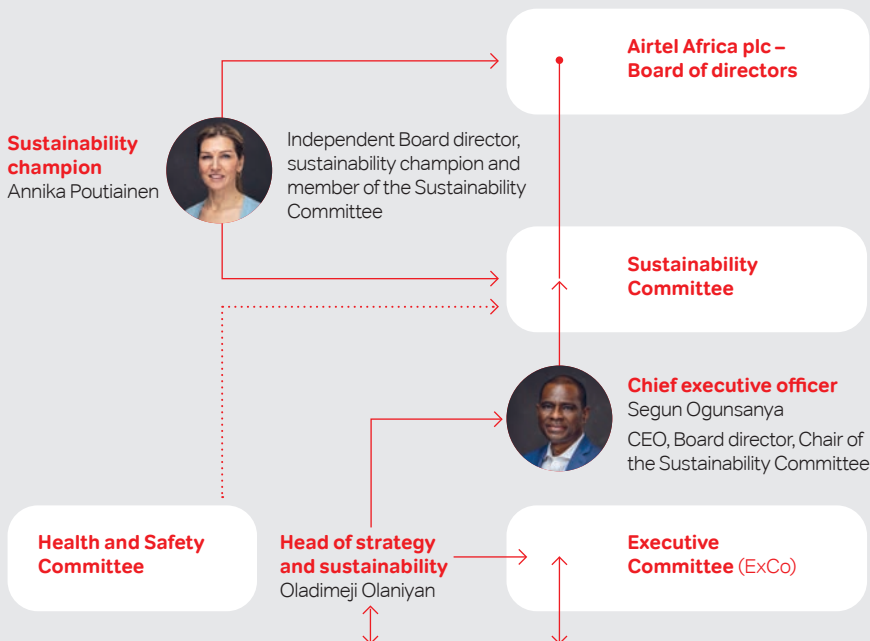 Airtel Africa plc –
Board of directors
Sustainability
champion
Annika Poutiainen
Independent Board director,
sustainability champion and
member of the Sustainability
Committee
Sustainability
Committee
Chief executive officer
Segun Ogunsanya
CEO, Board director, Chair of
the Sustainability Committee
Health and Safety
Committee
Head of strategy
and sustainability
Oladimeji Olaniyan
Executive
Committee (ExCo)